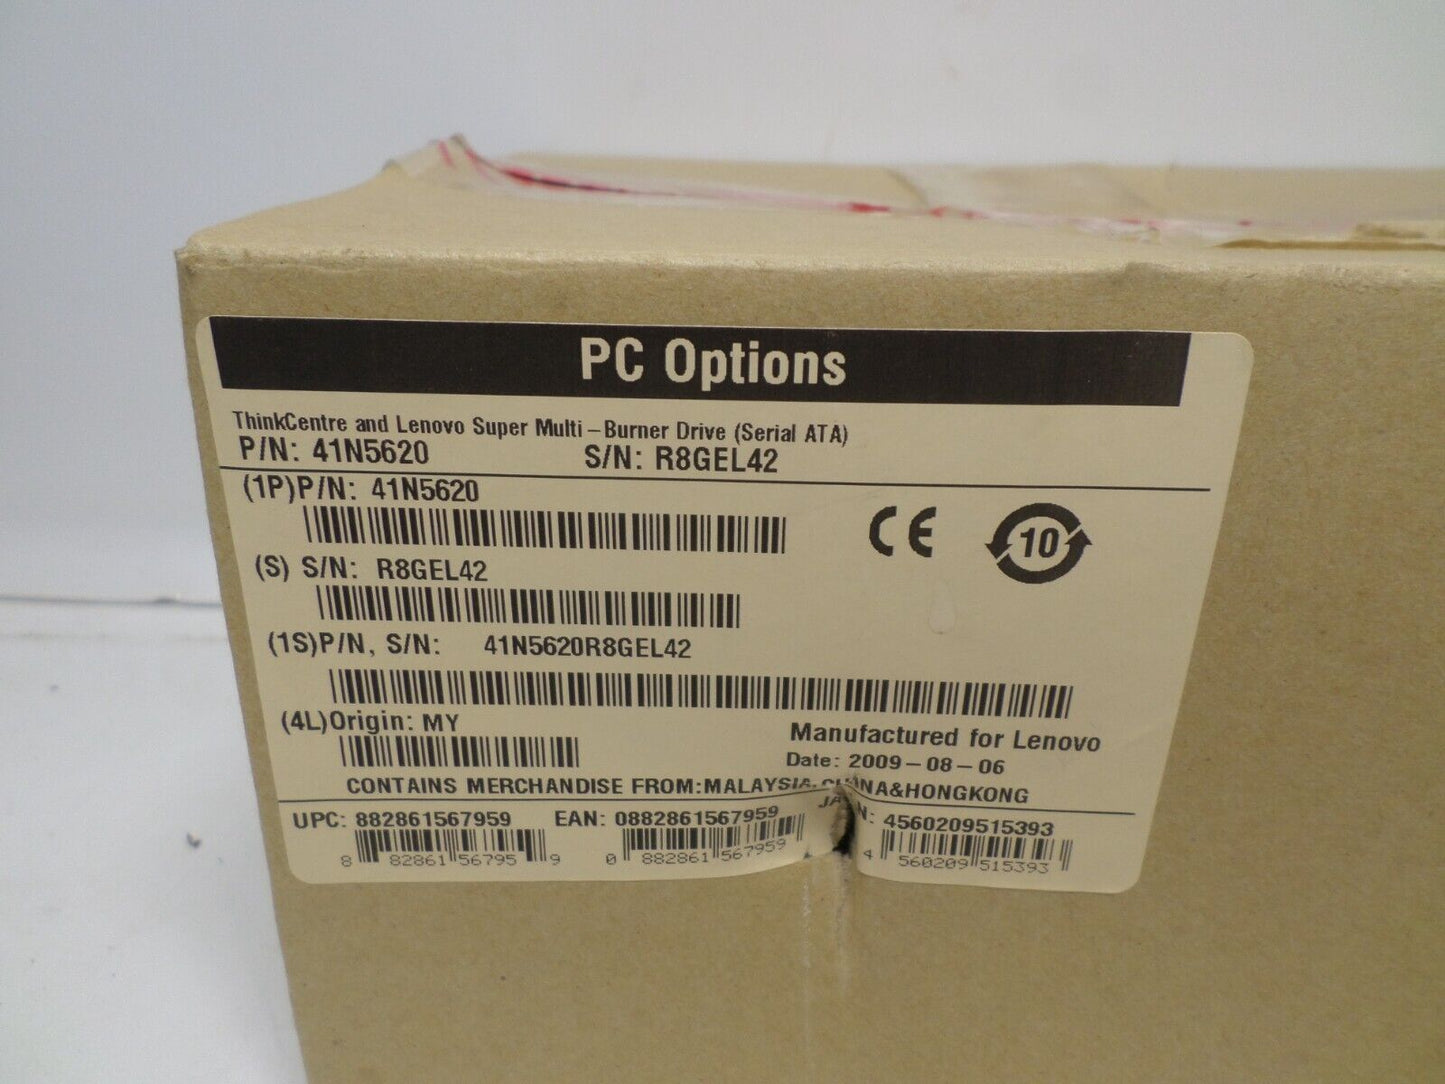 PC Options
ThinkCentre and Lenovo Super Multi-Burner Drive (Serial ATA)
P/N: 41N5620 S/N: R8GEL42
(1P)P/N: 41N5620
CE 10
(S) S/N: R8GEL42
(1S)P/N, S/N: 41N5620R8GEL42
(4L)Origin: MY
Manufactured for Lenovo
Date: 2009-08-06
CONTAINS MERCHANDISE FROM:MALAYSIA,CHINA&HONGKONG
UPC: 882861567959 EAN: 0882861567959 4560209515393
8 82861 56795 9 0 882861 567959 4 560209 515393